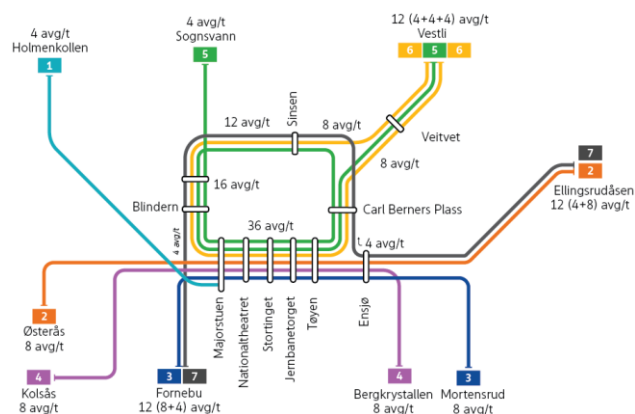 4 avg/t
Holmenkollen
1
4 avg/t
Sognsvann
5
12 (4+4+4) avg/t
Vestli
6 5 6
12 avg/t
Sinsen
8 avg/t
Veitvet
8 avg/t
7
2
Ellingsrudåsen
12 (4+8) avg/t
16 avg/t
Blindern
Carl Berners Plass
36 avg/t
4 avg/t
4 avg/t
Majorstuen
Nationaltheatret
Stortinget
Jernbanetorget
Tøyen
Ensjø
2
Østerås
8 avg/t
4
Kolsås
8 avg/t
3 7
Fornebu
12 (8+4) avg/t
4
Bergkrystallen
8 avg/t
3
Mortensrud
8 avg/t